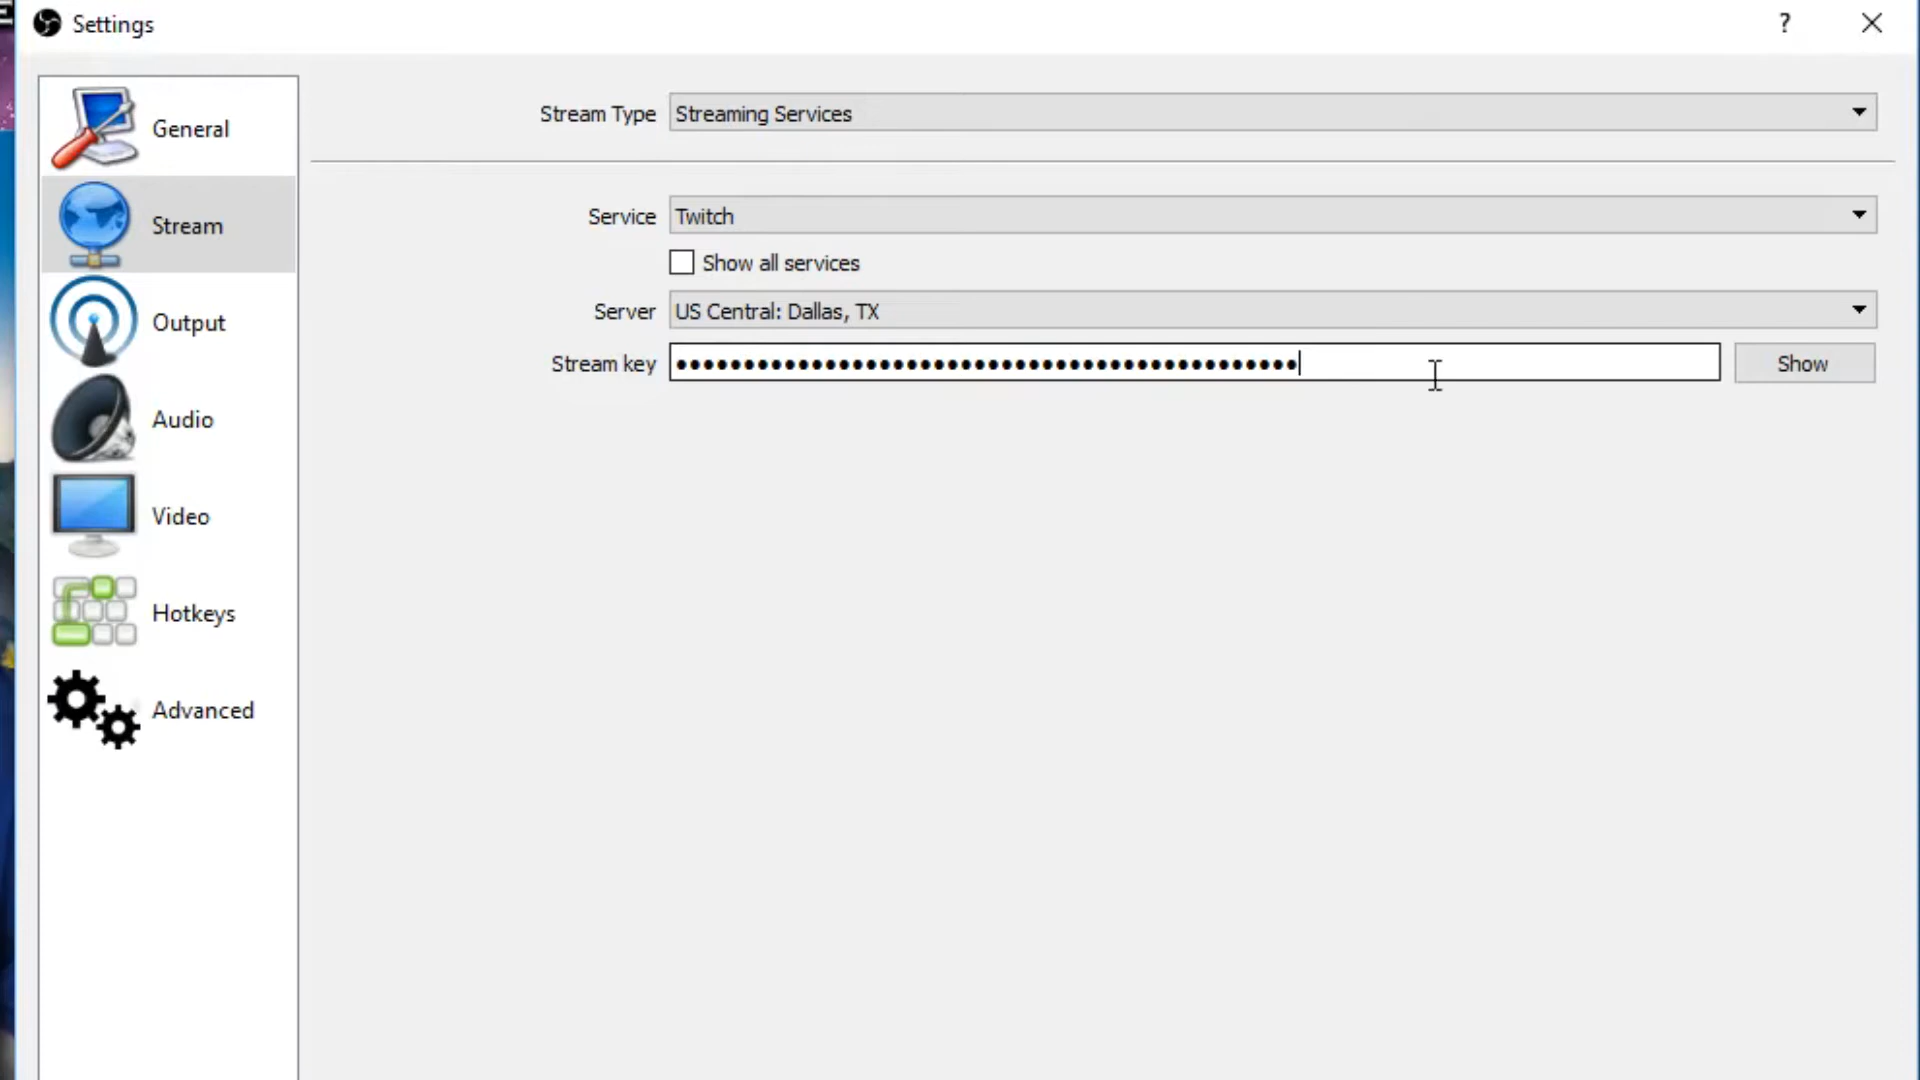 Settings
?
General
Stream
Output
Audio
Video
Hotkeys
Advanced
Stream Type Streaming Services
Service Twitch
Show all services
Server US Central: Dallas, TX
Stream key ●●●●●●●●●●●●●●●●●●●●●●●●●●●●●●●●●●●●●●●●●●●●●● Show